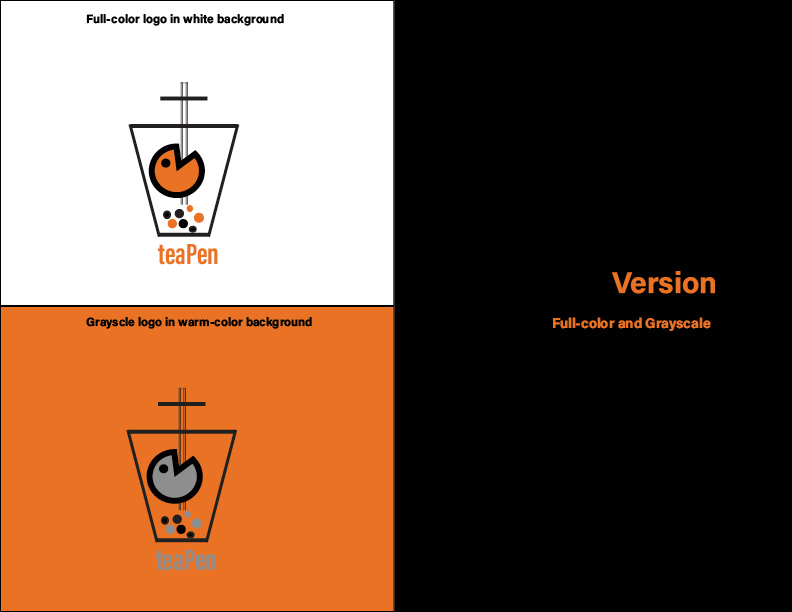 Full-color logo in white background
teaPen
Grayscle logo in warm-color background
teaPen
Version
Full-color and Grayscale